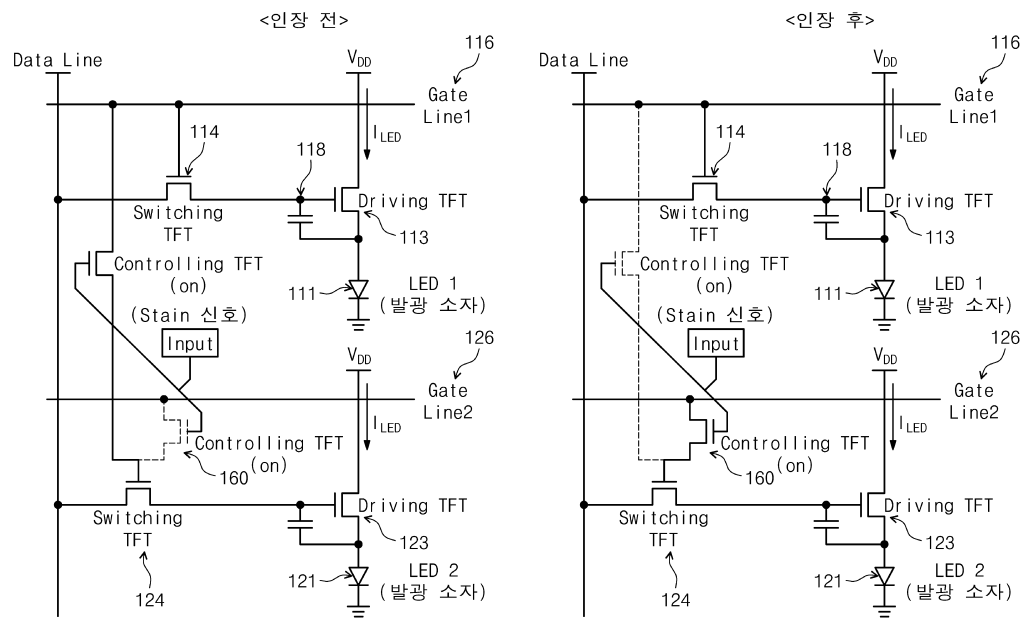 <인장 전>
Data Line
V_DD
116
Gate
Line1
I_LED
114
118
Switching
TFT
Driving TFT
113
Controlling TFT
(on)
111
LED 1
(발광 소자)
(Stain 신호)
Input
V_DD
126
Gate
Line2
I_LED
Controlling TFT
(on)
160
Switching
TFT
Driving TFT
123
124
121
LED 2
(발광 소자)
<인장 후>
Data Line
V_DD
116
Gate
Line1
I_LED
114
118
Switching
TFT
Driving TFT
113
Controlling TFT
(on)
111
LED 1
(발광 소자)
(Stain 신호)
Input
V_DD
126
Gate
Line2
I_LED
Controlling TFT
(on)
160
Switching
TFT
Driving TFT
123
124
121
LED 2
(발광 소자)